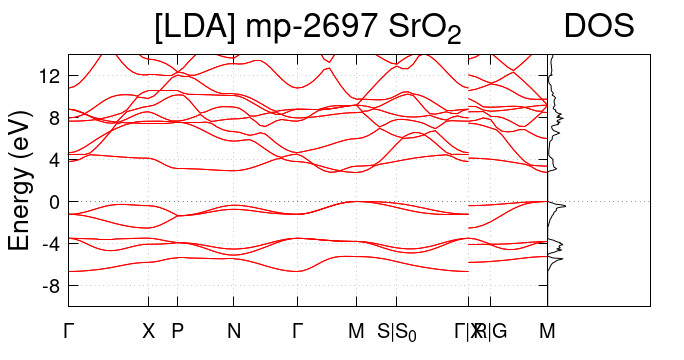 [LDA] mp-2697 SrO₂ DOS
Energy (eV)
12
8
4
0
-4
-8
Γ X P N Γ M S|S₀ Γ|X R|G M